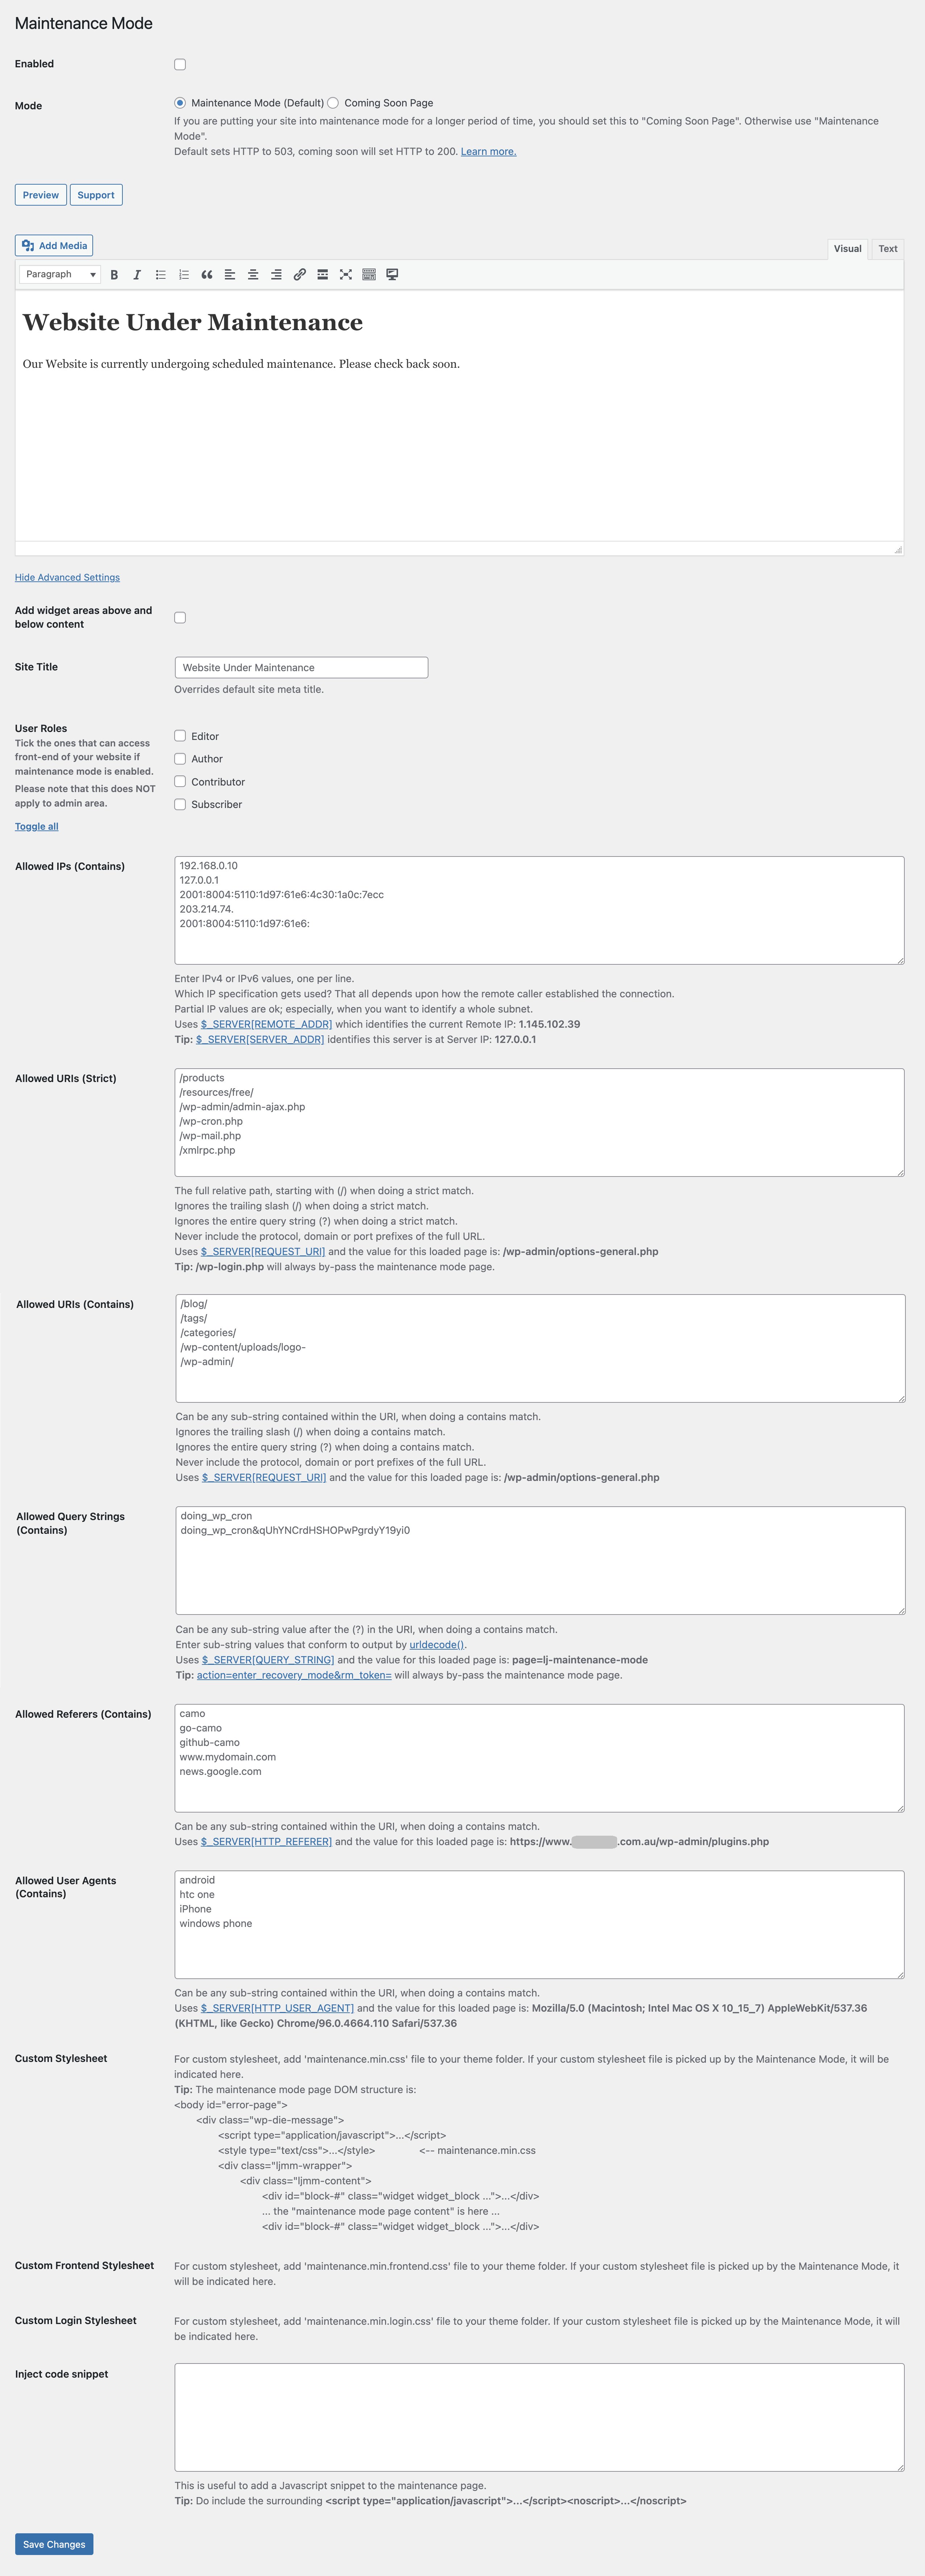 Maintenance Mode
Enabled
Mode
Maintenance Mode (Default) Coming Soon Page
If you are putting your site into maintenance mode for a longer period of time, you should set this to "Coming Soon Page". Otherwise use "Maintenance
Mode".
Default sets HTTP to 503, coming soon will set HTTP to 200. Learn more.
Preview Support
Add Media
Visual Text
Paragraph
Website Under Maintenance
Our Website is currently undergoing scheduled maintenance. Please check back soon.
Hide Advanced Settings
Add widget areas above and
below content
Site Title
Website Under Maintenance
Overrides default site meta title.
User Roles
Tick the ones that can access
front-end of your website if
maintenance mode is enabled.
Please note that this does NOT
apply to admin area.
Toggle all
Editor
Author
Contributor
Subscriber
Allowed IPs (Contains)
192.168.0.10
127.0.0.1
2001:8004:5110:1d97:61e6:4c30:1a0c:7ecc
203.214.74.
2001:8004:5110:1d97:61e6:
Enter IPv4 or IPv6 values, one per line.
Which IP specification gets used? That all depends upon how the remote caller established the connection.
Partial IP values are ok; especially, when you want to identify a whole subnet.
Uses $_SERVER[REMOTE_ADDR] which identifies the current Remote IP: 1.145.102.39
Tip: $_SERVER[SERVER_ADDR] identifies this server is at Server IP: 127.0.0.1
Allowed URIs (Strict)
/products
/resources/free/
/wp-admin/admin-ajax.php
/wp-cron.php
/wp-mail.php
/xmlrpc.php
The full relative path, starting with (/) when doing a strict match.
Ignores the trailing slash (/) when doing a strict match.
Ignores the entire query string (?) when doing a strict match.
Never include the protocol, domain or port prefixes of the full URL.
Uses $_SERVER[REQUEST_URI] and the value for this loaded page is: /wp-admin/options-general.php
Tip: /wp-login.php will always by-pass the maintenance mode page.
Allowed URIs (Contains)
/blog/
/tags/
/categories/
/wp-content/uploads/logo-
/wp-admin/
Can be any sub-string contained within the URI, when doing a contains match.
Ignores the trailing slash (/) when doing a contains match.
Ignores the entire query string (?) when doing a contains match.
Never include the protocol, domain or port prefixes of the full URL.
Uses $_SERVER[REQUEST_URI] and the value for this loaded page is: /wp-admin/options-general.php
Allowed Query Strings
(Contains)
doing_wp_cron
doing_wp_cron&qUhYNCrdHSHOPwPgrdyY19yi0
Can be any sub-string value after the (?) in the URI, when doing a contains match.
Enter sub-string values that conform to output by urldecode().
Uses $_SERVER[QUERY_STRING] and the value for this loaded page is: page=lj-maintenance-mode
Tip: action=enter_recovery_mode&rm_token= will always by-pass the maintenance mode page.
Allowed Referers (Contains)
camo
go-camo
github-camo
www.mydomain.com
news.google.com
Can be any sub-string contained within the URI, when doing a contains match.
Uses $_SERVER[HTTP_REFERER] and the value for this loaded page is: https://www. .com.au/wp-admin/plugins.php
Allowed User Agents
(Contains)
android
htc one
iPhone
windows phone
Can be any sub-string contained within the URI, when doing a contains match.
Uses $_SERVER[HTTP_USER_AGENT] and the value for this loaded page is: Mozilla/5.0 (Macintosh; Intel Mac OS X 10_15_7) AppleWebKit/537.36
(KHTML, like Gecko) Chrome/96.0.4664.110 Safari/537.36
Custom Stylesheet
For custom stylesheet, add 'maintenance.min.css' file to your theme folder. If your custom stylesheet file is picked up by the Maintenance Mode, it will be
indicated here.
Tip: The maintenance mode page DOM structure is:
<body id="error-page">
<div class="wp-die-message">
<script type="application/javascript">...</script>
<style type="text/css">...</style> <-- maintenance.min.css
<div class="ljmm-wrapper">
<div class="ljmm-content">
<div id="block-#" class="widget widget_block ...">...</div>
... the "maintenance mode page content" is here ...
<div id="block-#" class="widget widget_block ...">...</div>
Custom Frontend Stylesheet
For custom stylesheet, add 'maintenance.min.frontend.css' file to your theme folder. If your custom stylesheet file is picked up by the Maintenance Mode, it
will be indicated here.
Custom Login Stylesheet
For custom stylesheet, add 'maintenance.min.login.css' file to your theme folder. If your custom stylesheet file is picked up by the Maintenance Mode, it will
be indicated here.
Inject code snippet
This is useful to add a Javascript snippet to the maintenance page.
Tip: Do include the surrounding <script type="application/javascript">...</script><noscript>...</noscript>
Save Changes